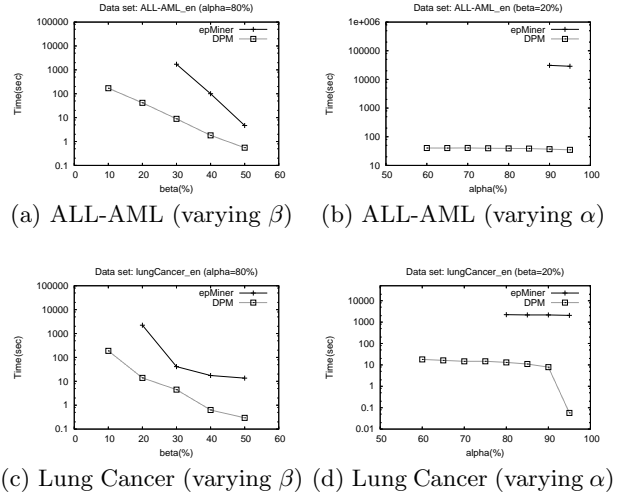 Data set: ALL-AML_en (alpha=80%)
epMiner
DPM
Time(sec)
100000
10000
1000
100
10
1
0.1
0 10 20 30 40 50 60
beta(%)
(a) ALL-AML (varying β)
Data set: ALL-AML_en (beta=20%)
epMiner
DPM
Time(sec)
1e+006
100000
10000
1000
100
10
50 60 70 80 90 100
alpha(%)
(b) ALL-AML (varying α)
Data set: lungCancer_en (alpha=80%)
epMiner
DPM
Time(sec)
100000
10000
1000
100
10
1
0.1
0 10 20 30 40 50 60
beta(%)
(c) Lung Cancer (varying β)
Data set: lungCancer_en (beta=20%)
epMiner
DPM
Time(sec)
10000
1000
100
10
1
0.1
0.01
50 60 70 80 90 100
alpha(%)
(d) Lung Cancer (varying α)